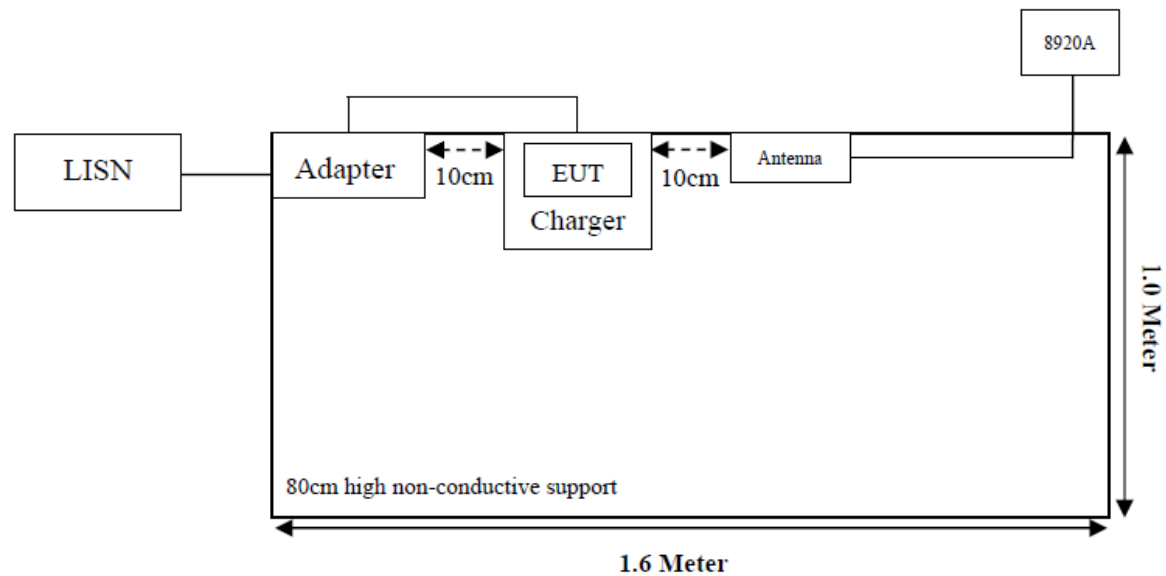 8920A
LISN
Adapter
10cm
EUT
Charger
10cm
Antenna
1.0 Meter
80cm high non-conductive support
1.6 Meter